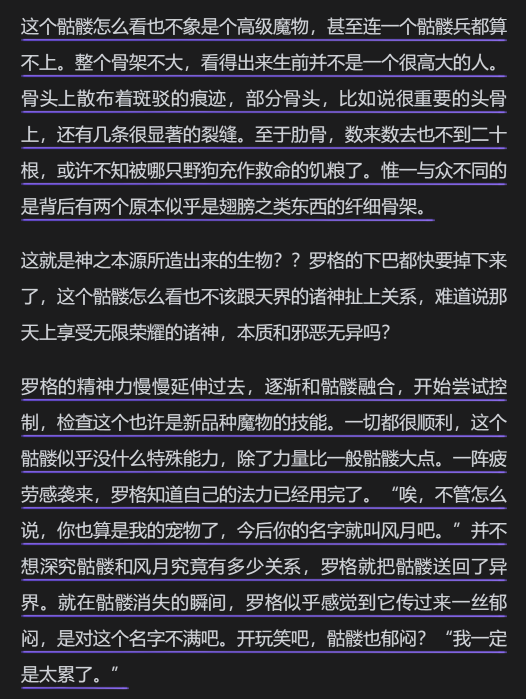 这个骷髅怎么看也不象是个高级魔物，甚至连一个骷髅兵都算
不上。整个骨架不大，看得出来生前并不是一个很高大的人。
骨头上散布着斑驳的痕迹，部分骨头，比如说很重要的头骨
上，还有几条很显著的裂缝。至于肋骨，数来数去也不到二十
根，或许不知被哪只野狗充作救命的饥粮了。惟一与众不同的
是背后有两个原本似乎是翅膀之类东西的纤细骨架。
这就是神之本源所造出来的生物？？罗格的下巴都快要掉下来
了，这个骷髅怎么看也不该跟天界的诸神扯上关系，难道说那
天上享受无限荣耀的诸神，本质和邪恶无异吗？
罗格的精神力慢慢延伸过去，逐渐和骷髅融合，开始尝试控
制，检查这个也许是新品种魔物的技能。一切都很顺利，这个
骷髅似乎没什么特殊能力，除了力量比一般骷髅大点。一阵疲
劳感袭来，罗格知道自己的法力已经用完了。“唉，不管怎么
说，你也算是我的宠物了，今后你的名字就叫风月吧。”并不
想深究骷髅和风月究竟有多少关系，罗格就把骷髅送回了异
界。就在骷髅消失的瞬间，罗格似乎感觉到它传过来一丝郁
闷，是对这个名字不满吧。开玩笑吧，骷髅也郁闷？“我一定
是太累了。”